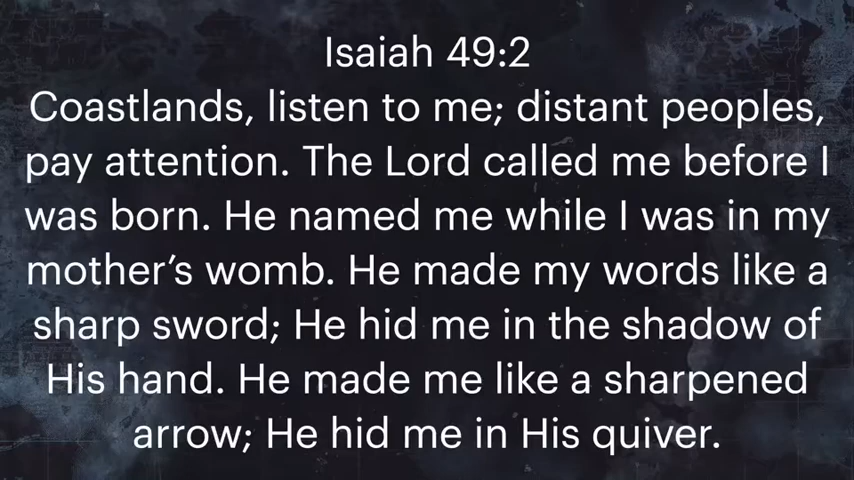 Isaiah 49:2
Coastlands, listen to me; distant peoples,
pay attention. The Lord called me before I
was born. He named me while I was in my
mother’s womb. He made my words like a
sharp sword; He hid me in the shadow of
His hand. He made me like a sharpened
arrow; He hid me in His quiver.